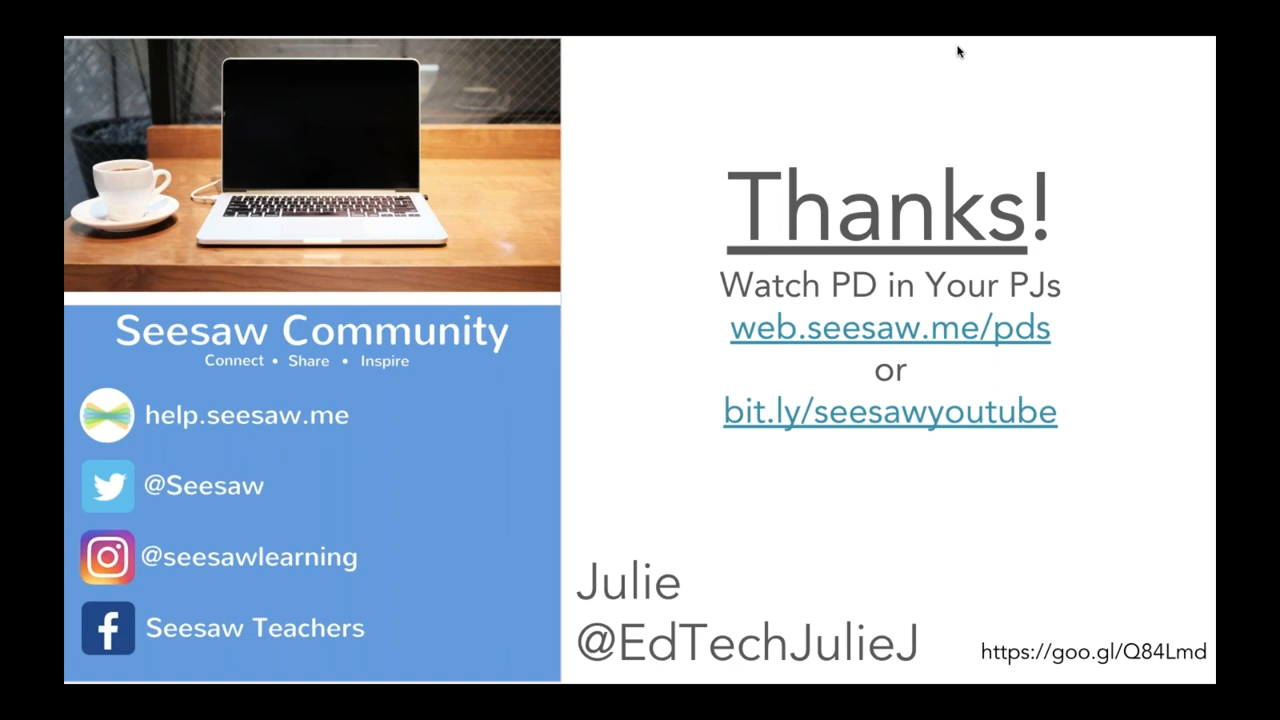 Seesaw Community
Connect • Share • Inspire
help.seesaw.me
@Seesaw
@seesawlearning
f
Seesaw Teachers
Thanks!
Watch PD in Your PJs
web.seesaw.me/pds
or
bit.ly/seesawyoutube
Julie
@EdTechJulieJ
https://goo.gl/Q84Lmd